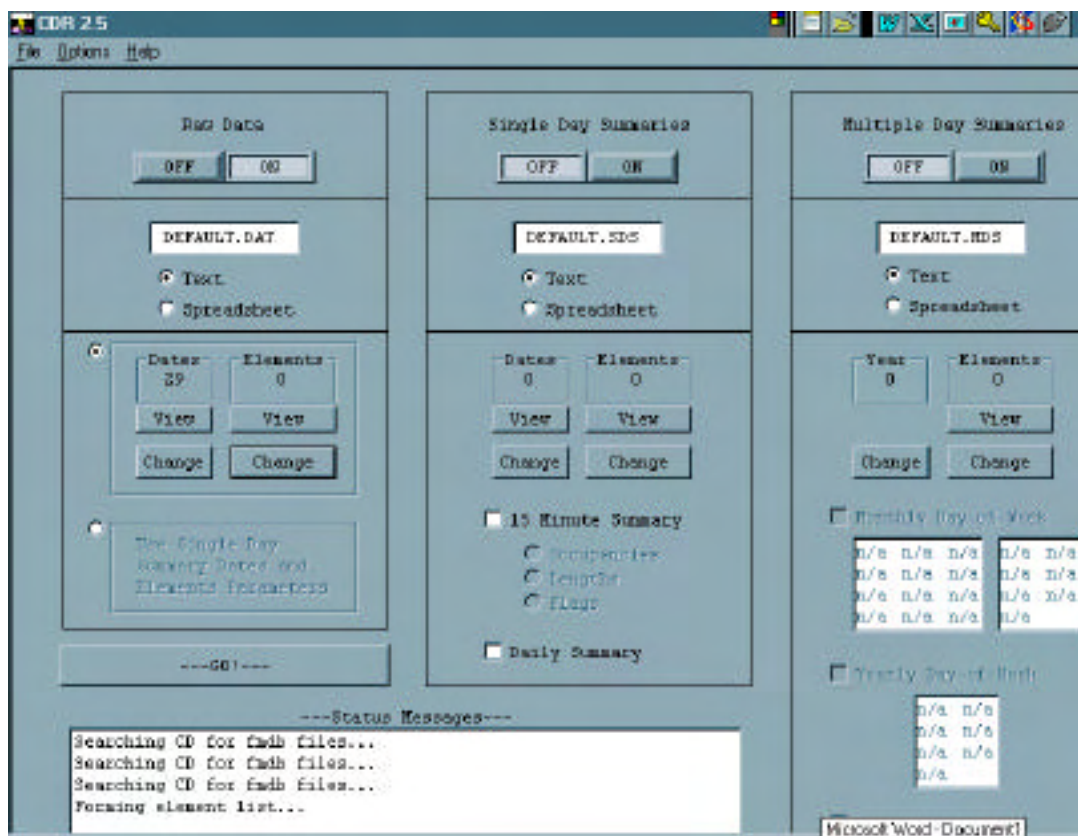 CDR 2.5
File Options Help
Raw Data
OFF ON
DEFAULT.DAT
Text
Spreadsheet
Dates Elements
29 0
View View
Change Change
Use Single Day
Summary Dates and
Elements Parameters
---GO!---
Single Day Summaries
OFF ON
DEFAULT.SDS
Text
Spreadsheet
Dates Elements
0 0
View View
Change Change
15 Minute Summary
Occupancies
Lengths
Flags
Daily Summary
Multiple Day Summaries
OFF ON
DEFAULT.MDS
Text
Spreadsheet
Year Elements
0 0
View
Change Change
Monthly Day-of-Week
n/a n/a n/a n/a n/a
n/a n/a n/a n/a n/a
n/a n/a n/a n/a n/a
n/a n/a n/a n/a
Yearly Day-of-Week
n/a n/a
n/a n/a
n/a n/a
n/a
---Status Messages---
Searching CD for fmdb files...
Searching CD for fmdb files...
Searching CD for fmdb files...
Forming element list...
Microsoft Word - Document1